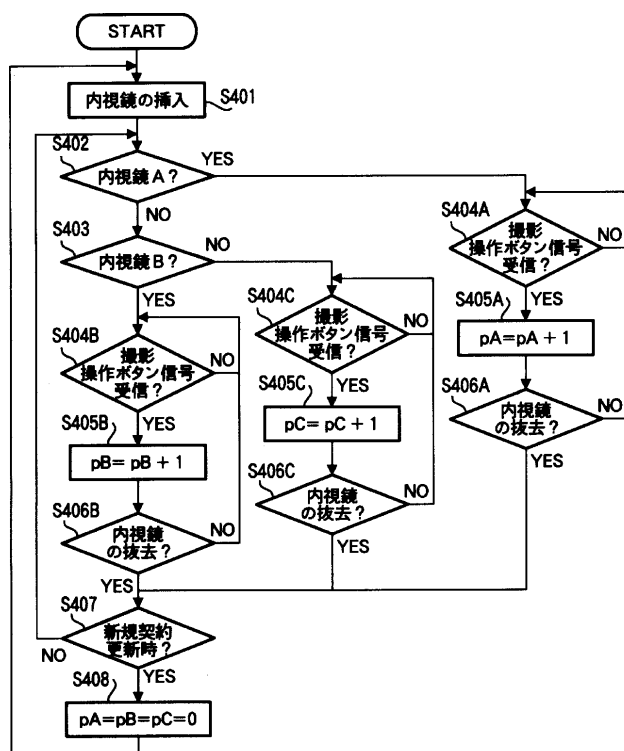 START
内視鏡の挿入
S401
S402
内視鏡A?
YES
NO
S403
内視鏡B?
NO
YES
S404A
撮影
操作ボタン信号
受信?
NO
YES
S405A
pA=pA+1
S406A
内視鏡
の抜去?
NO
YES
S404C
撮影
操作ボタン信号
受信?
NO
YES
S405C
pC=pC+1
S406C
内視鏡
の抜去?
NO
YES
S404B
撮影
操作ボタン信号
受信?
NO
YES
S405B
pB=pB+1
S406B
内視鏡
の抜去?
NO
YES
S407
新規契約
更新時?
NO
YES
S408
pA=pB=pC=0